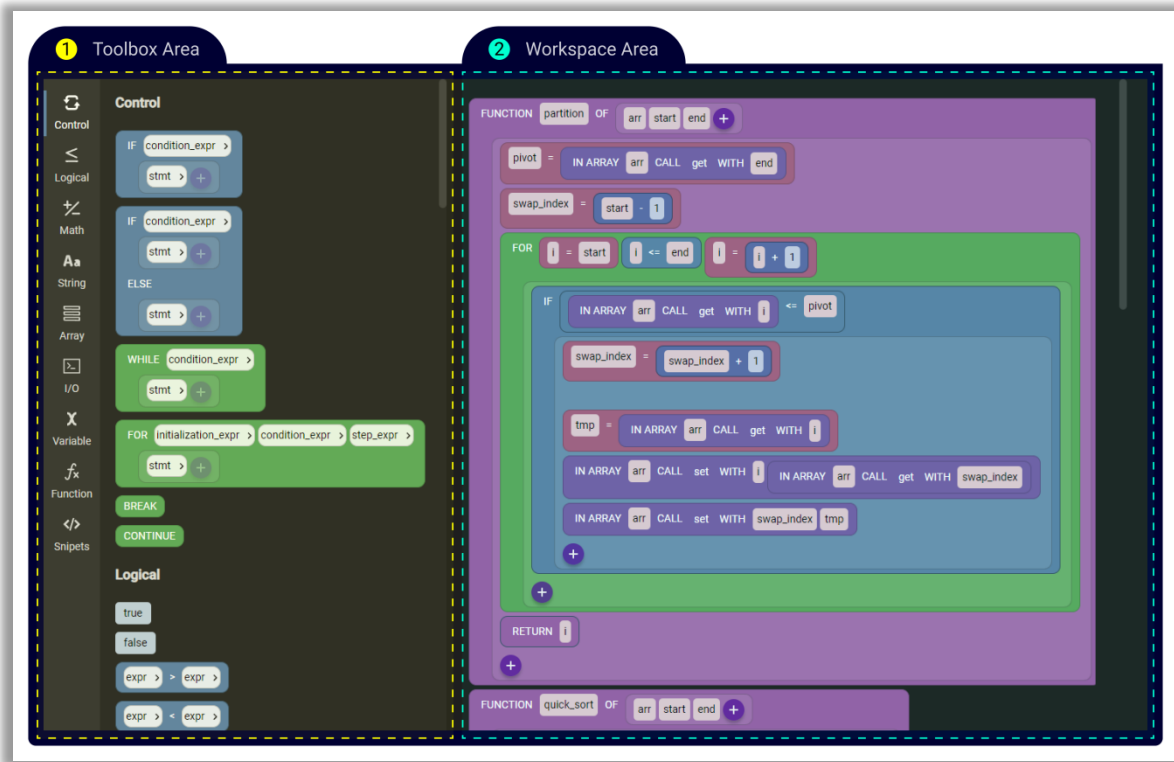 1 Toolbox Area
2 Workspace Area
Control
Logical
Math
Aa
String
Array
I/O
X
Variable
fx
Function
</>
Snipets
Control
IF condition_expr >
stmt > +
IF condition_expr >
stmt > +
ELSE
stmt > +
WHILE condition_expr >
stmt > +
FOR initialization_expr > condition_expr > step_expr >
stmt > +
BREAK
CONTINUE
Logical
true
false
expr > > expr >
expr > < expr >
FUNCTION partition OF arr start end +
pivot = IN ARRAY arr CALL get WITH end
swap_index = start - 1
FOR i = start i <= end i = i + 1
IF IN ARRAY arr CALL get WITH i <= pivot
swap_index = swap_index + 1
tmp = IN ARRAY arr CALL get WITH i
IN ARRAY arr CALL set WITH i IN ARRAY arr CALL get WITH swap_index
IN ARRAY arr CALL set WITH swap_index tmp
+
+
RETURN i
+
FUNCTION quick_sort OF arr start end +